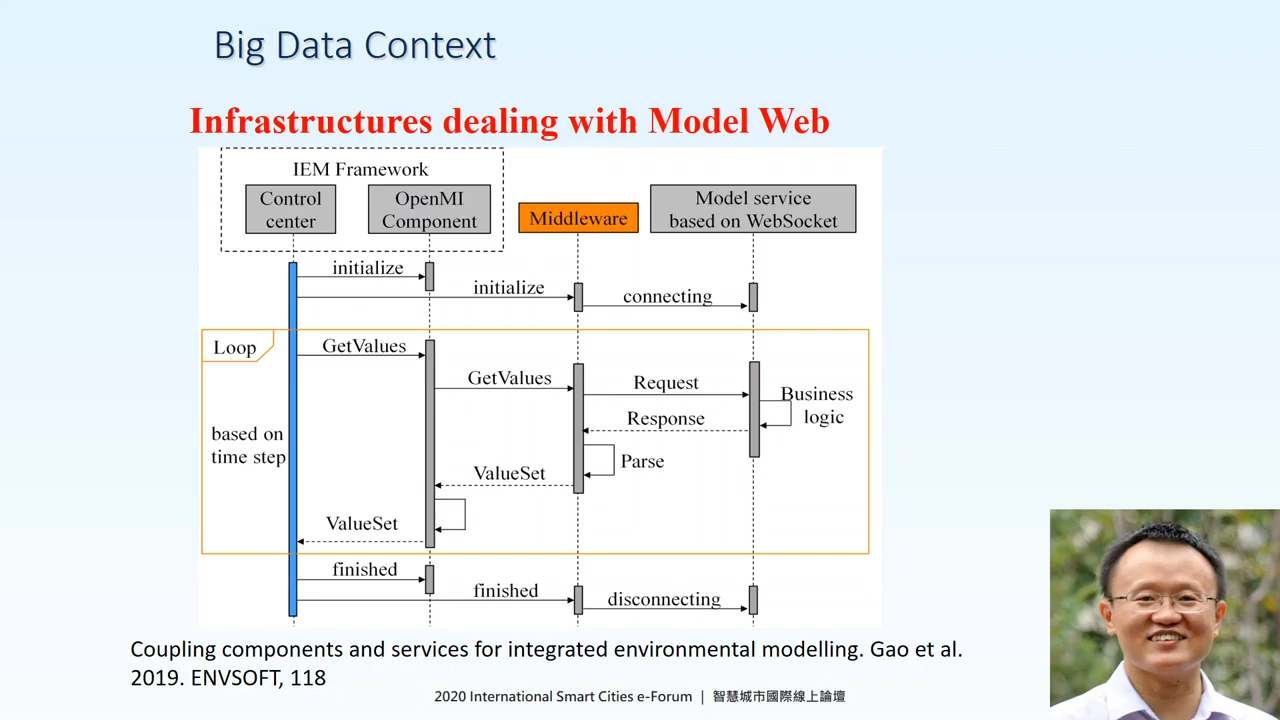 Big Data Context
Infrastructures dealing with Model Web
IEM Framework
Control
center
OpenMI
Component
Middleware
Model service
based on WebSocket
initialize
initialize
connecting
Loop
GetValues
GetValues
Request
Business
logic
Response
based on
time step
Parse
ValueSet
ValueSet
finished
finished
disconnecting
Coupling components and services for integrated environmental modelling. Gao et al.
2019. ENVSOFT, 118
2020 International Smart Cities e-Forum | 智慧城市國際線上論壇